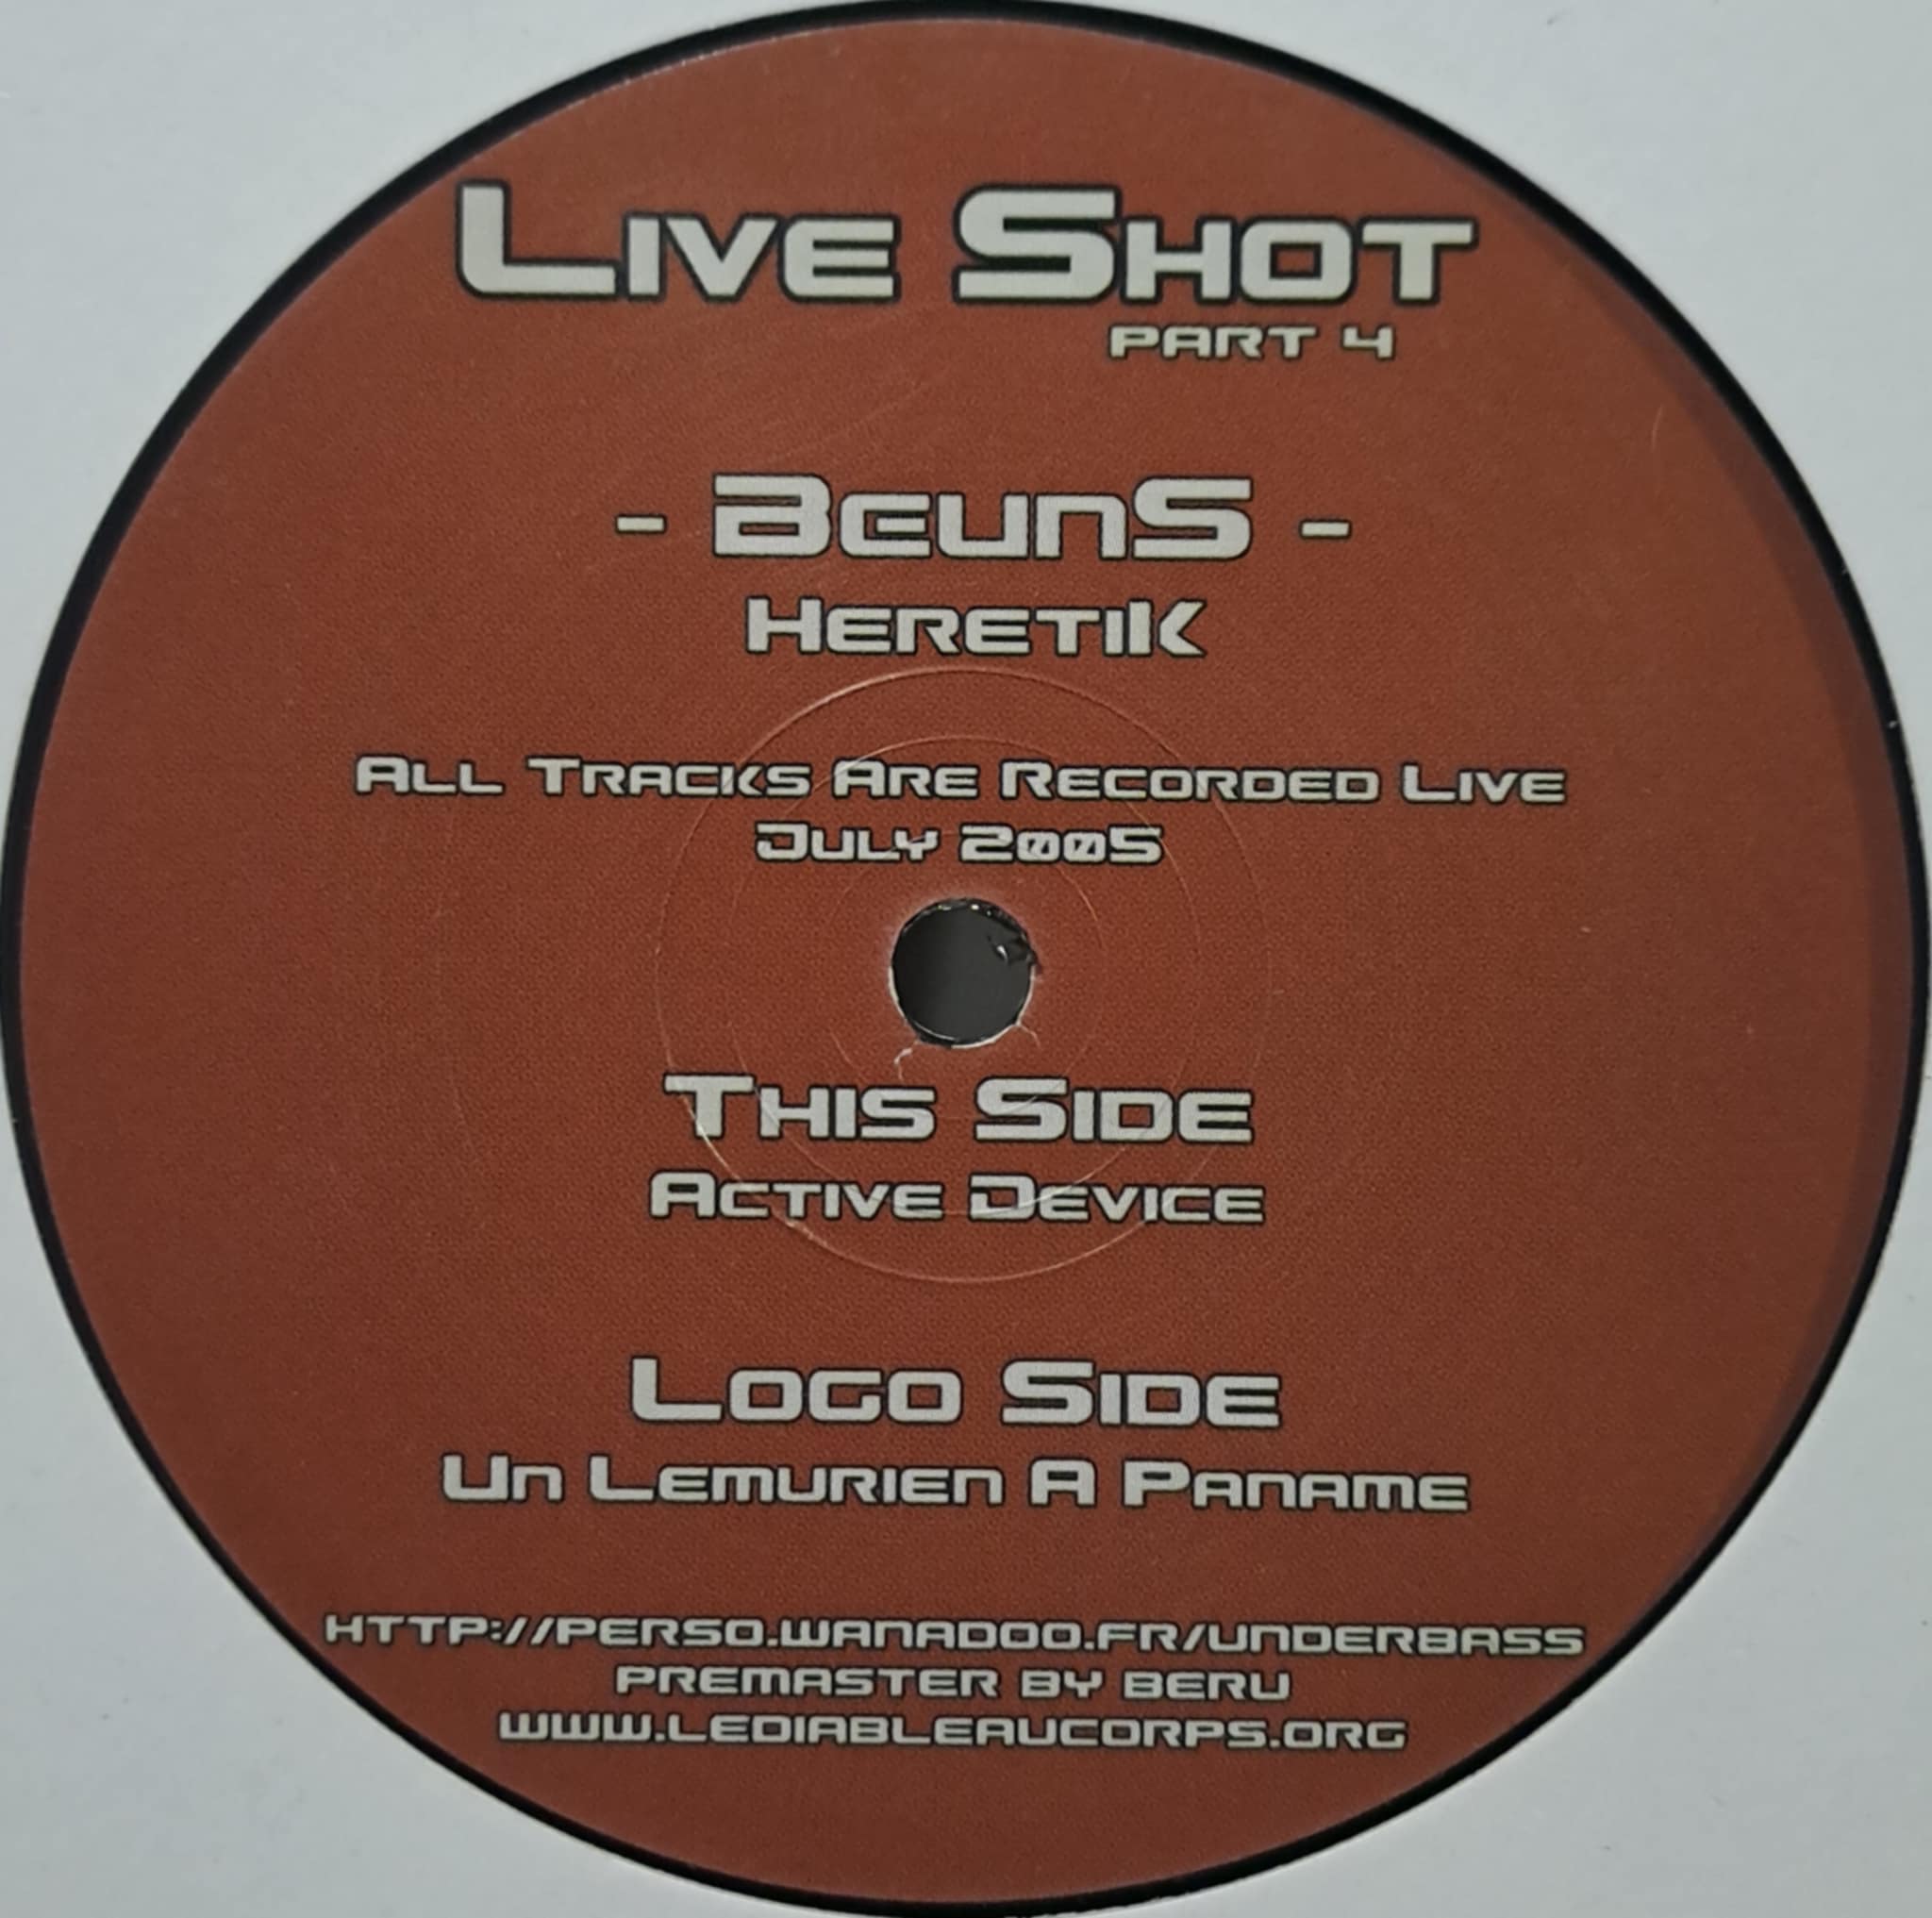 Live Shot
PART 4
- BeunS -
HeretiK
All Tracks Are Recorded Live
July 2005
This Side
Active Device
Logo Side
Un Lemurien A Paname
HTTP://PERSO.WANADOO.FR/UNDERBASS
PREMASTER BY BERU
WWW.LEDIABLEAUCORPS.ORG